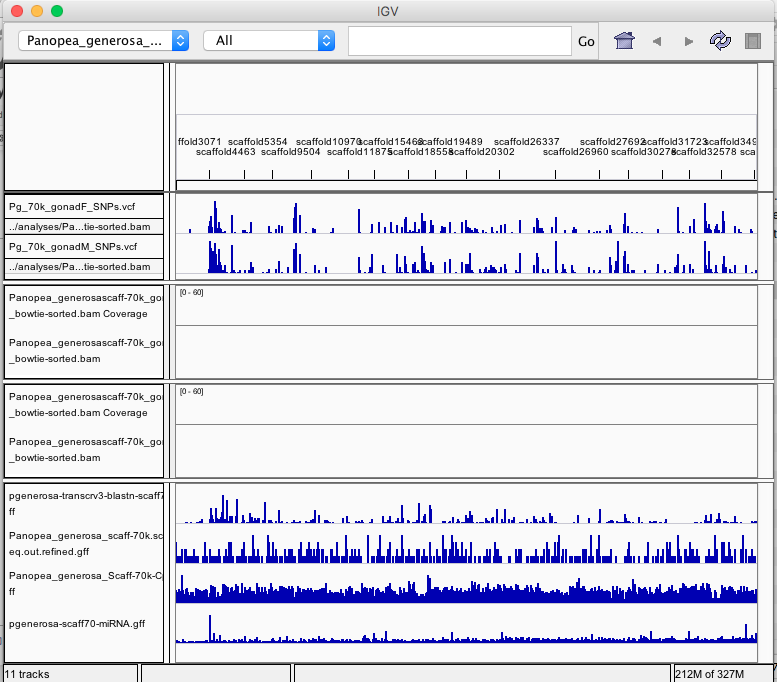 IGV
Panopea_generosa_... All Go
ffold3071 scaffold5354 scaffold10970 scaffold15468 scaffold19489 scaffold26337 scaffold27692 scaffold31723 scaffold349
scaffold4463 scaffold9504 scaffold11875 scaffold18558 scaffold20302 scaffold26960 scaffold30278 scaffold32578 sca
Pg_70k_gonadF_SNPs.vcf
../analyses/Pa...tie-sorted.bam
Pg_70k_gonadM_SNPs.vcf
../analyses/Pa...tie-sorted.bam
Panopea_generosascaff-70k_go
[0 - 60]
_bowtie-sorted.bam Coverage
Panopea_generosascaff-70k_go
_bowtie-sorted.bam
Panopea_generosascaff-70k_go
[0 - 60]
_bowtie-sorted.bam Coverage
Panopea_generosascaff-70k_go
_bowtie-sorted.bam
pgenerosa-transcrv3-blastn-scaff7
ff
Panopea_generosa_scaff-70k.sc
eq.out.refined.gff
Panopea_generosa_Scaff-70k-C
ff
pgenerosa-scaff70-miRNA.gff
11 tracks 212M of 327M